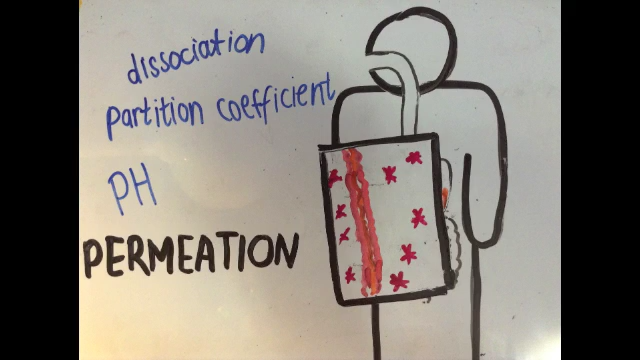 dissociation
partition coefficient
PH
PERMEATION